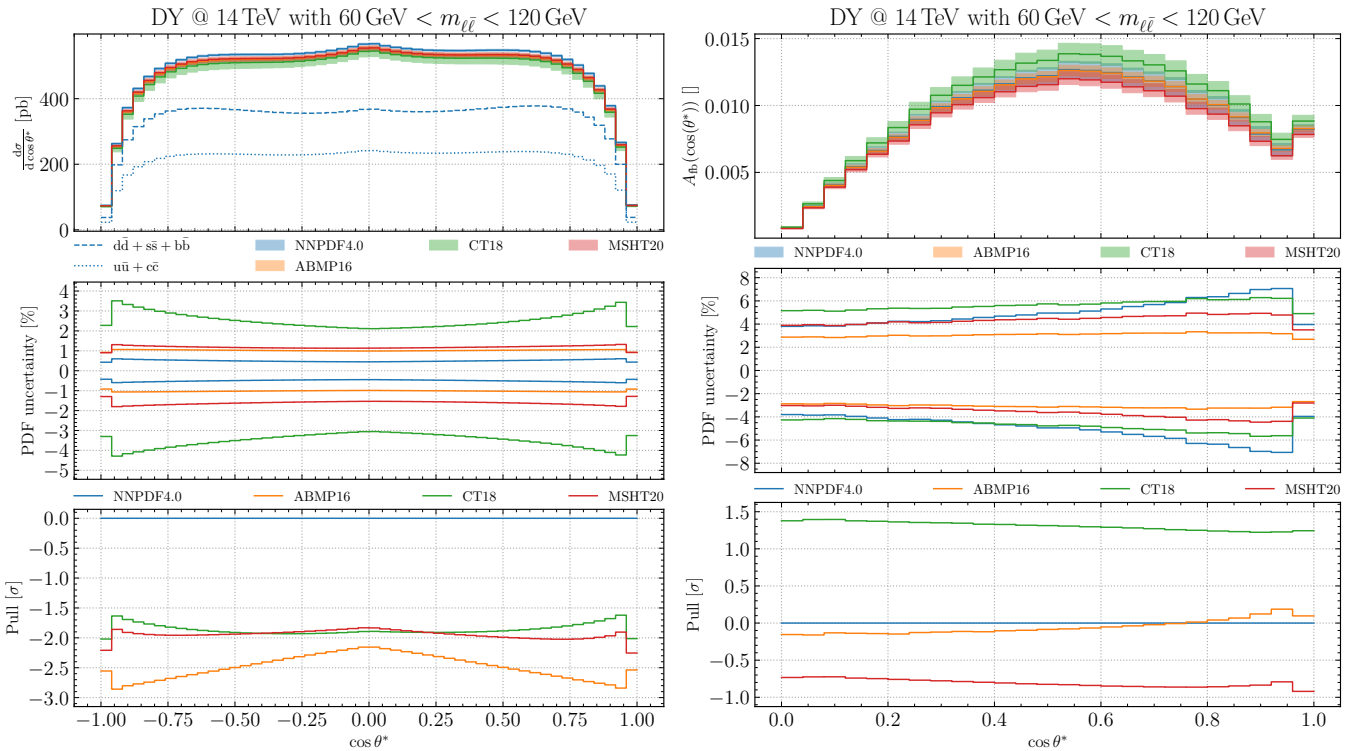 DY @ 14 TeV with 60 GeV < m_{ℓℓ̄} < 120 GeV
dσ/d cos θ* [pb]
400
200
0
-- dd̄ + ss̄ + bb̄
NNPDF4.0
CT18
MSHT20
···· uū + cc̄
ABMP16
PDF uncertainty [%]
4
3
2
1
0
−1
−2
−3
−4
−5
NNPDF4.0
ABMP16
CT18
MSHT20
Pull [σ]
0.0
−0.5
−1.0
−1.5
−2.0
−2.5
−3.0
−1.00 −0.75 −0.50 −0.25 0.00 0.25 0.50 0.75 1.00
cos θ*
DY @ 14 TeV with 60 GeV < m_{ℓℓ̄} < 120 GeV
A_fb(cos(θ*)) []
0.015
0.010
0.005
NNPDF4.0
ABMP16
CT18
MSHT20
PDF uncertainty [%]
8
6
4
2
0
−2
−4
−6
−8
NNPDF4.0
ABMP16
CT18
MSHT20
Pull [σ]
1.5
1.0
0.5
0.0
−0.5
−1.0
0.0 0.2 0.4 0.6 0.8 1.0
cos θ*